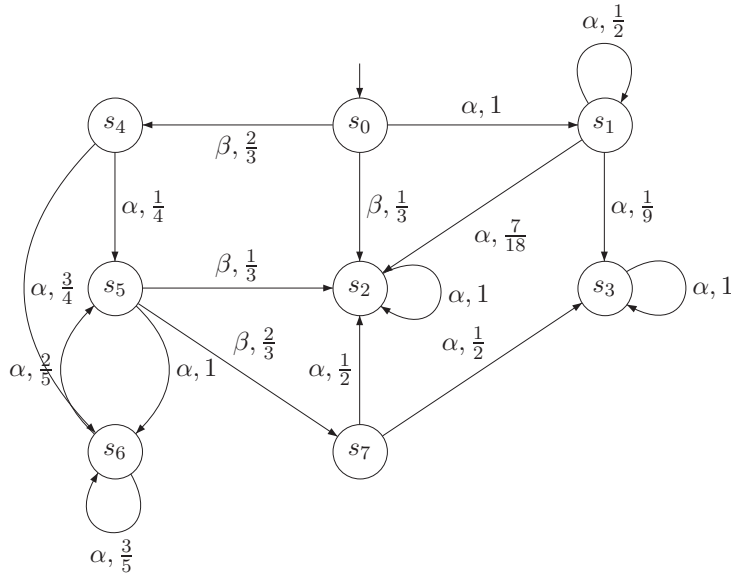 α, 1/2
s₄
s₀
α, 1
s₁
β, 2/3
α, 1/4
β, 1/3
α, 7/18
α, 1/9
s₅
α, 3/4
β, 1/3
s₂
α, 1
s₃
α, 1
α, 2/5
α, 1
β, 2/3
α, 1/2
α, 1/2
s₆
s₇
α, 3/5